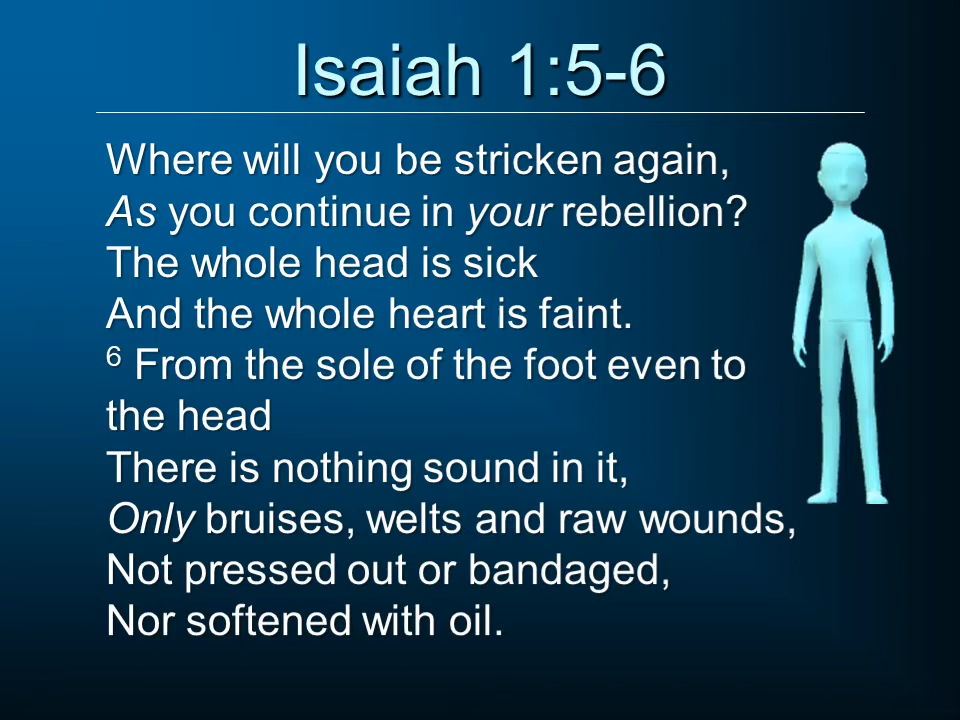 Isaiah 1:5-6
Where will you be stricken again,
As you continue in your rebellion?
The whole head is sick
And the whole heart is faint.
6 From the sole of the foot even to
the head
There is nothing sound in it,
Only bruises, welts and raw wounds,
Not pressed out or bandaged,
Nor softened with oil.